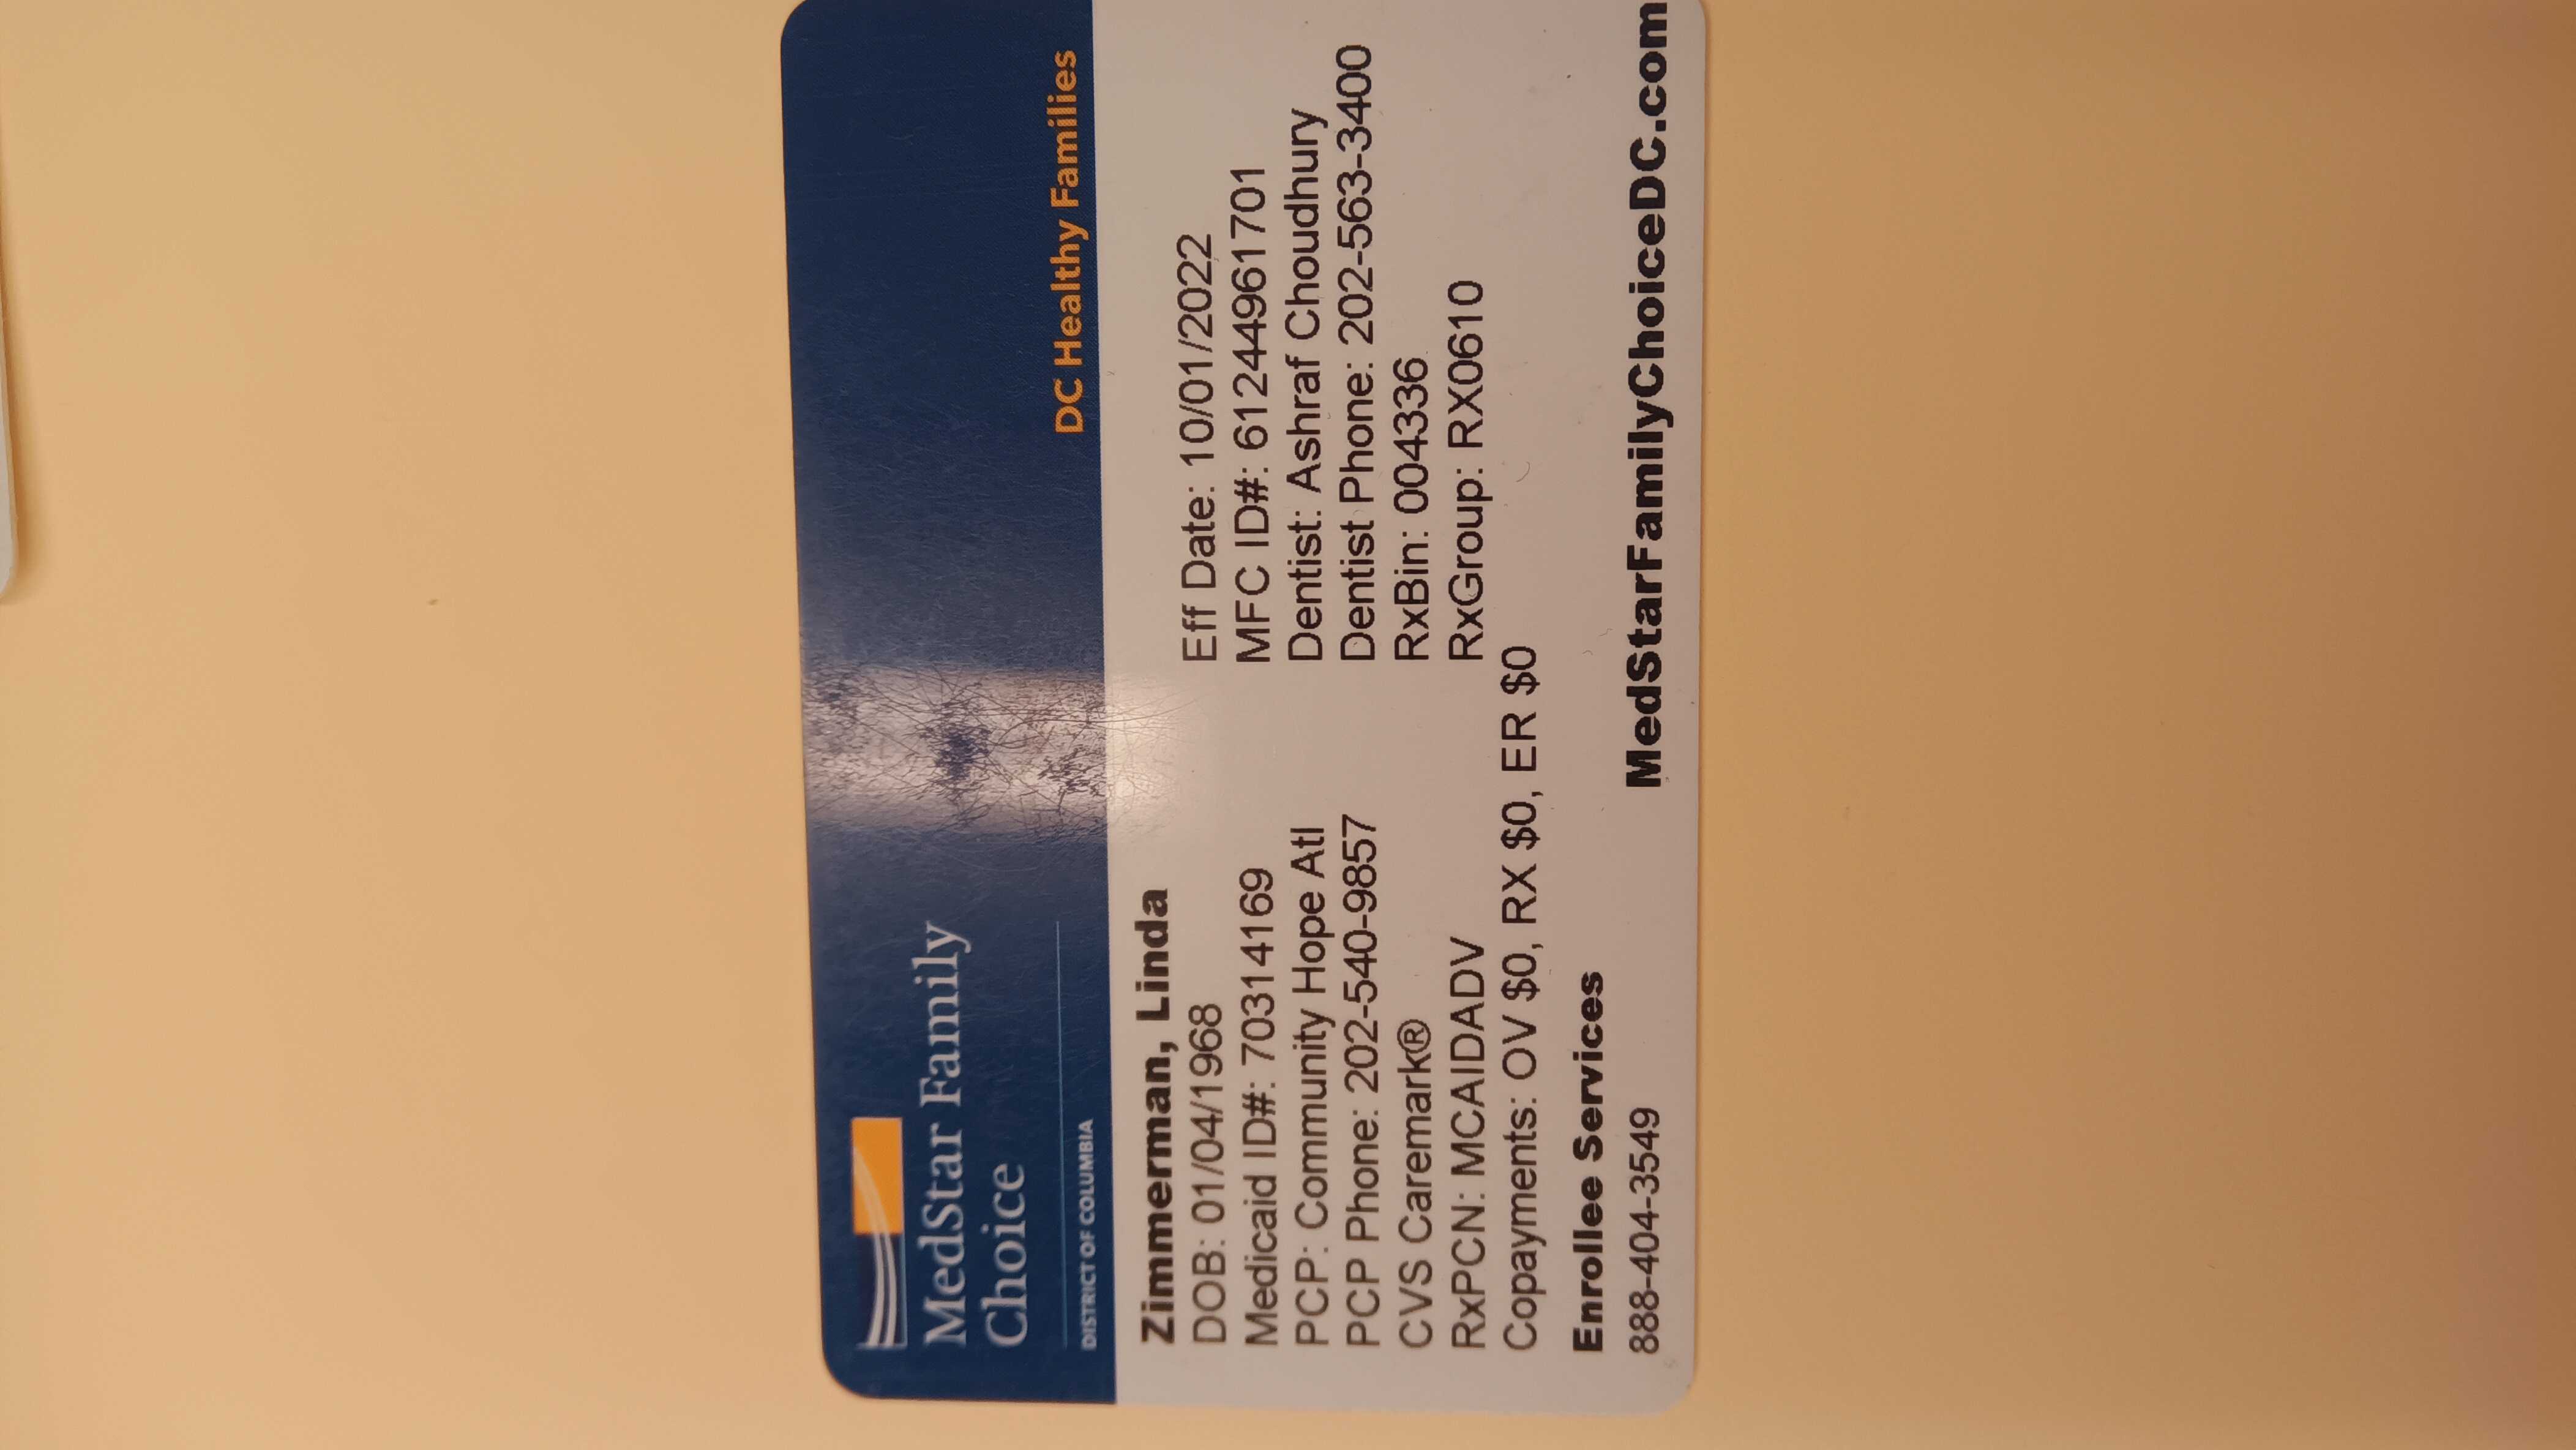 MedStar Family
Choice
DISTRICT OF COLUMBIA
DC Healthy Families
Zimmerman, Linda
DOB: 01/04/1968
Medicaid ID#: 70314169
PCP: Community Hope Atl
PCP Phone: 202-540-9857
CVS Caremark®
RxPCN: MCAIDADV
Copayments: OV $0, RX $0, ER $0
Eff Date: 10/01/2022
MFC ID#: 61244961701
Dentist: Ashraf Choudhury
Dentist Phone: 202-563-3400
RxBin: 004336
RxGroup: RX0610
Enrollee Services
888-404-3549
MedStarFamilyChoiceDC.com